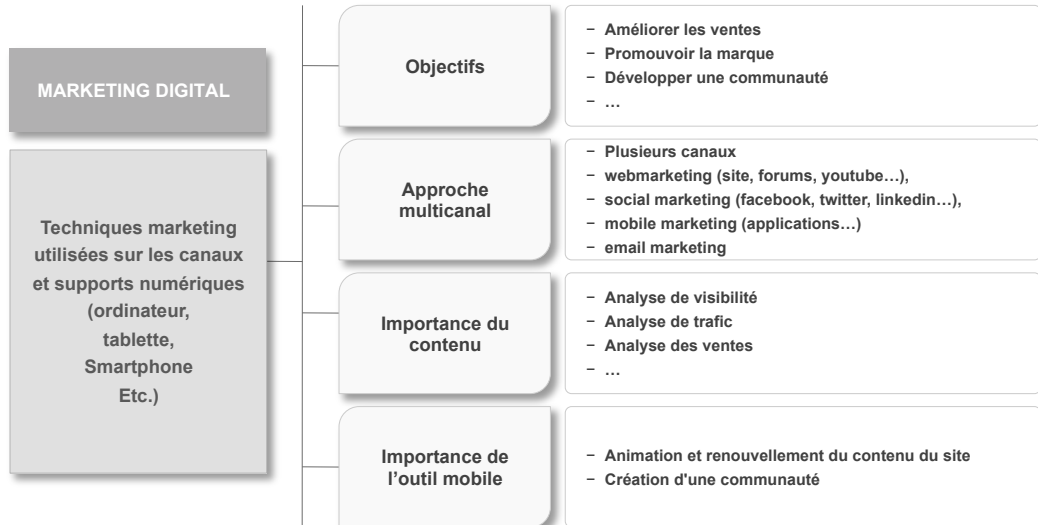 MARKETING DIGITAL
Techniques marketing
utilisées sur les canaux
et supports numériques
(ordinateur,
tablette,
Smartphone
Etc.)
Objectifs
− Améliorer les ventes
− Promouvoir la marque
− Développer une communauté
− …
Approche
multicanal
− Plusieurs canaux
− webmarketing (site, forums, youtube…),
− social marketing (facebook, twitter, linkedin…),
− mobile marketing (applications…)
− email marketing
Importance du
contenu
− Analyse de visibilité
− Analyse de trafic
− Analyse des ventes
− …
Importance de
l’outil mobile
− Animation et renouvellement du contenu du site
− Création d'une communauté